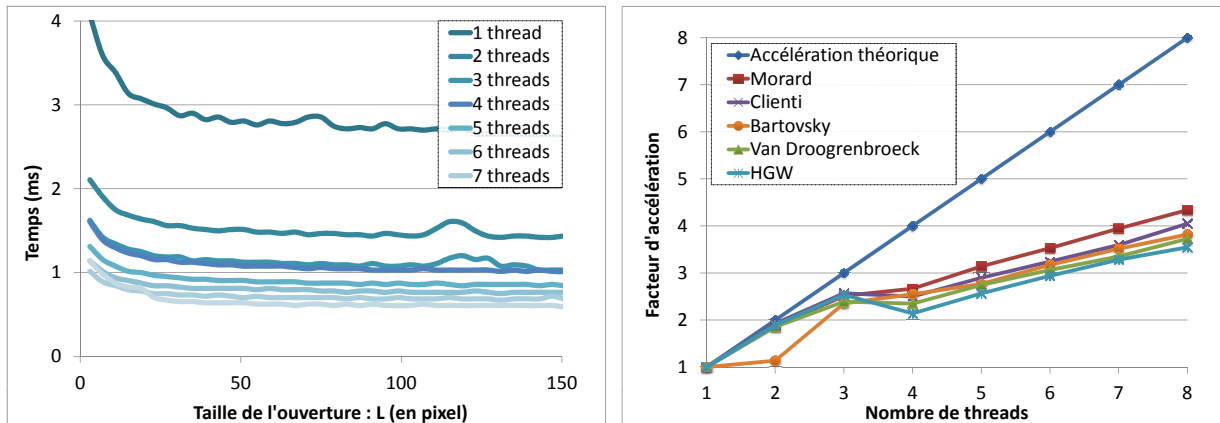 4
3
2
1
0
0
50
100
150
Temps (ms)
Taille de l'ouverture : L (en pixel)
1 thread
2 threads
3 threads
4 threads
5 threads
6 threads
7 threads
8
7
6
5
4
3
2
1
1
2
3
4
5
6
7
8
Facteur d'accélération
Nombre de threads
Accélération théorique
Morard
Clienti
Bartovsky
Van Droogrenbroeck
HGW